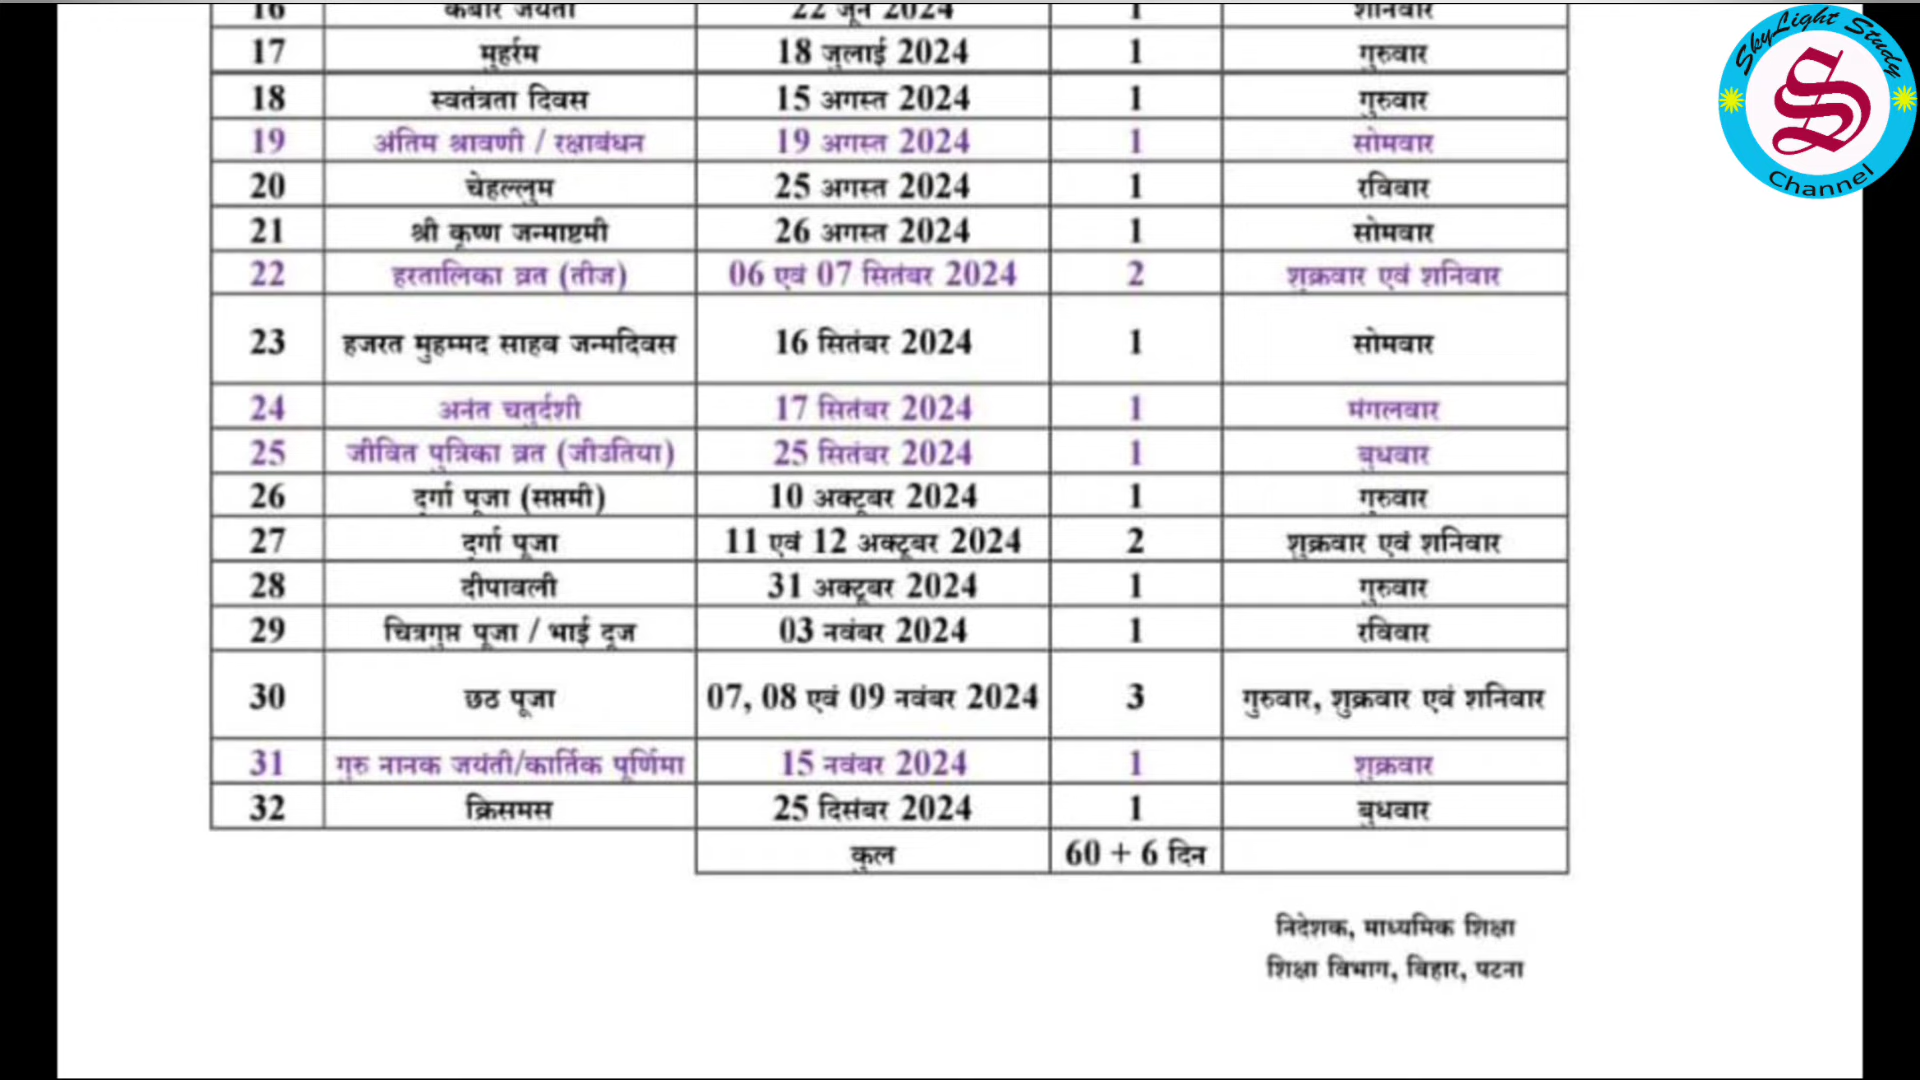 16 कबीर जयंती 22 जून 2024 1 शनिवार
17 मुहर्रम 18 जुलाई 2024 1 गुरुवार
18 स्वतंत्रता दिवस 15 अगस्त 2024 1 गुरुवार
19 अंतिम श्रावणी / रक्षाबंधन 19 अगस्त 2024 1 सोमवार
20 चेहल्लुम 25 अगस्त 2024 1 रविवार
21 श्री कृष्ण जन्माष्टमी 26 अगस्त 2024 1 सोमवार
22 हरतालिका व्रत (तीज) 06 एवं 07 सितंबर 2024 2 शुक्रवार एवं शनिवार
23 हजरत मुहम्मद साहब जन्मदिवस 16 सितंबर 2024 1 सोमवार
24 अनंत चतुर्दशी 17 सितंबर 2024 1 मंगलवार
25 जीवित पुत्रिका व्रत (जीउतिया) 25 सितंबर 2024 1 बुधवार
26 दुर्गा पूजा (सप्तमी) 10 अक्टूबर 2024 1 गुरुवार
27 दुर्गा पूजा 11 एवं 12 अक्टूबर 2024 2 शुक्रवार एवं शनिवार
28 दीपावली 31 अक्टूबर 2024 1 गुरुवार
29 चित्रगुप्त पूजा / भाई दूज 03 नवंबर 2024 1 रविवार
30 छठ पूजा 07, 08 एवं 09 नवंबर 2024 3 गुरुवार, शुक्रवार एवं शनिवार
31 गुरु नानक जयंती/कार्तिक पूर्णिमा 15 नवंबर 2024 1 शुक्रवार
32 क्रिसमस 25 दिसंबर 2024 1 बुधवार
कुल 60 + 6 दिन
निदेशक, माध्यमिक शिक्षा
शिक्षा विभाग, बिहार, पटना
SkyLight Study
S
Channel